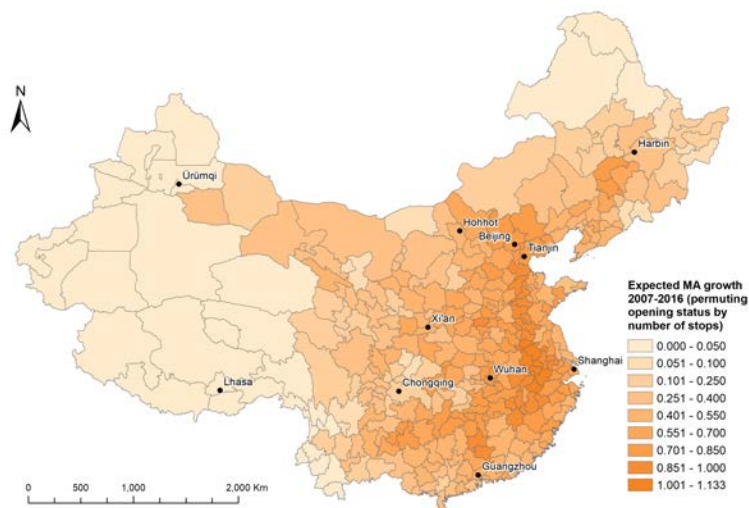 N
Harbin
Ürümqi
Hohhot
Beijing
Tianjin
Xi'an
Shanghai
Wuhan
Chongqing
Lhasa
Guangzhou
Expected MA growth
2007-2016 (permuting
opening status by
number of stops)
0.000 - 0.050
0.051 - 0.100
0.101 - 0.250
0.251 - 0.400
0.401 - 0.550
0.551 - 0.700
0.701 - 0.850
0.851 - 1.000
1.001 - 1.133
0 500 1,000 2,000 Km